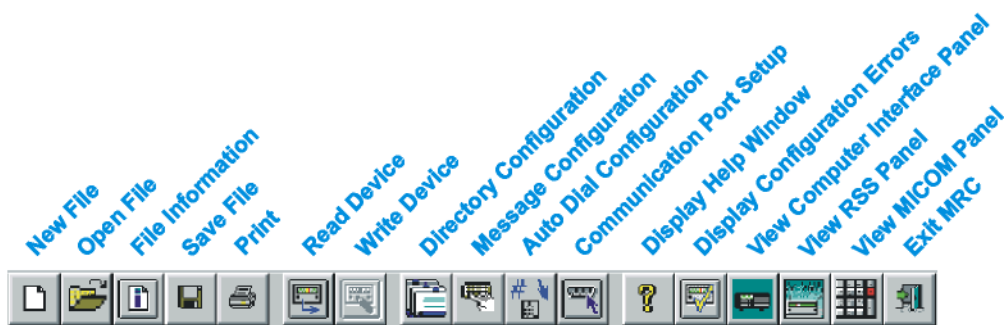 New File
Open File
File Information
Save File
Print
Read Device
Write Device
Directory Configuration
Message Configuration
Auto Dial Configuration
Communication Port Setup
Display Help Window
Display Configuration Errors
View Computer Interface Panel
View RSS Panel
View MICOM Panel
Exit MRC